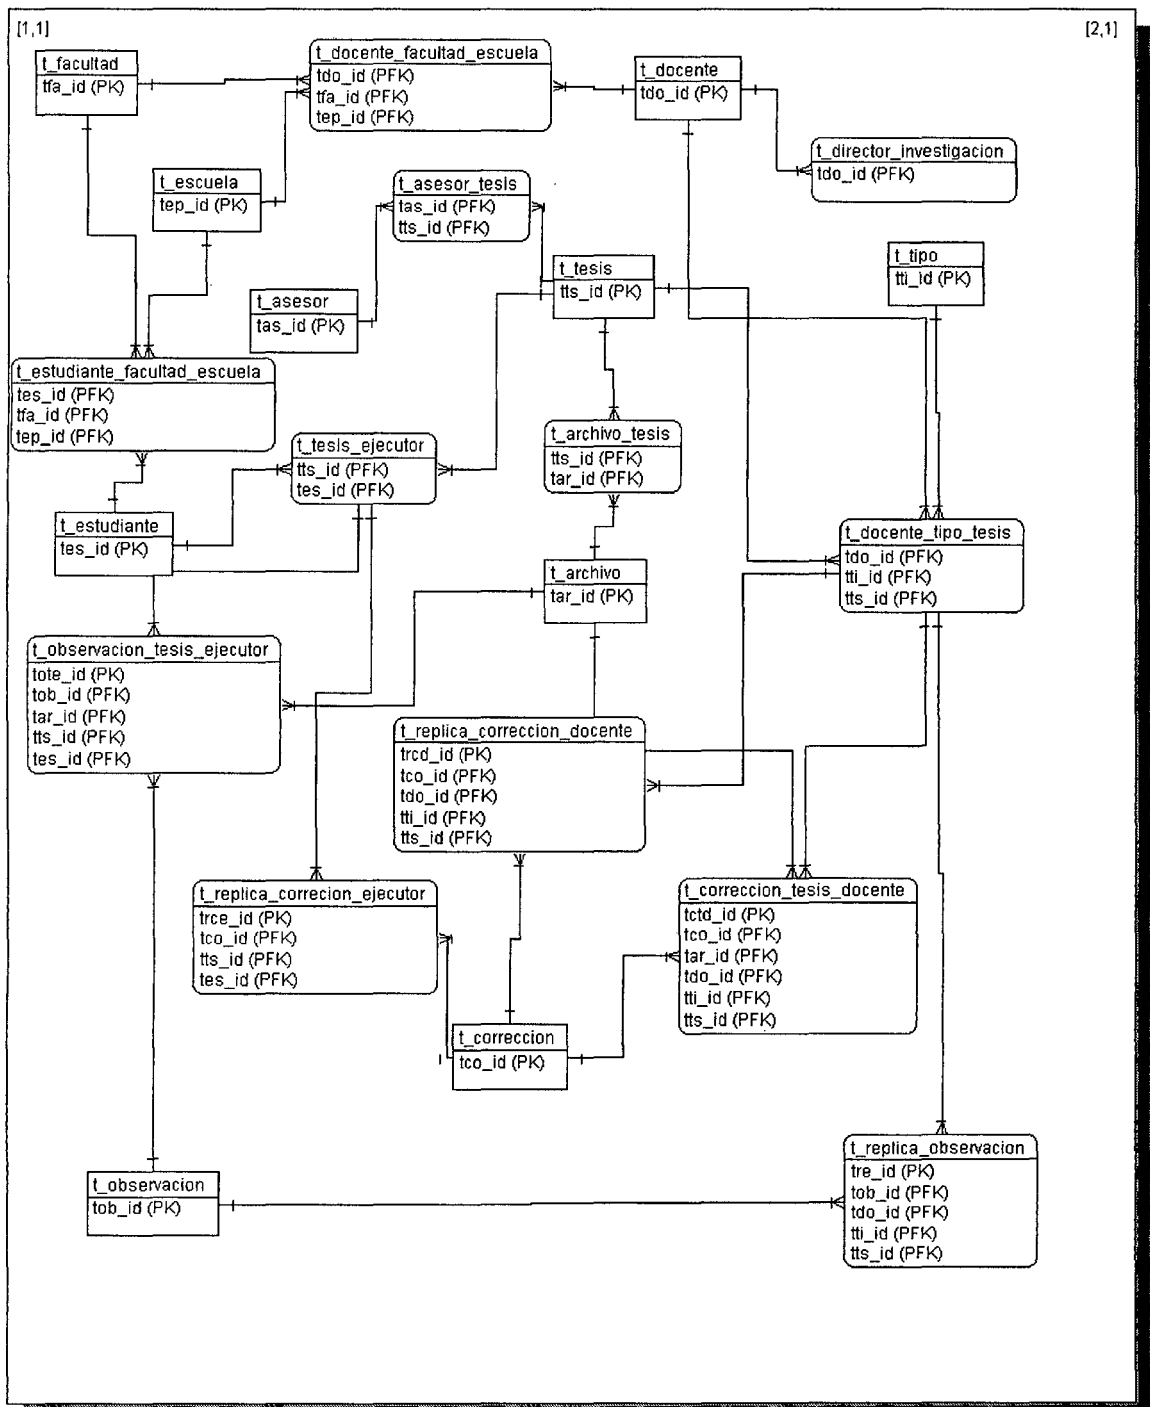 [1,1]
[2,1]
t_facultad
tfa_id (PK)
t_docente_facultad_escuela
tdo_id (PFK)
tfa_id (PFK)
tep_id (PFK)
t_docente
tdo_id (PK)
t_director_investigacion
tdo_id (PFK)
t_escuela
tep_id (PK)
t_asesor_tesis
tas_id (PFK)
tts_id (PFK)
t_tesis
tts_id (PK)
t_tipo
tti_id (PK)
t_asesor
tas_id (PK)
t_estudiante_facultad_escuela
tes_id (PFK)
tfa_id (PFK)
tep_id (PFK)
t_tesis_ejecutor
tts_id (PFK)
tes_id (PFK)
t_archivo_tesis
tts_id (PFK)
tar_id (PFK)
t_estudiante
tes_id (PK)
t_archivo
tar_id (PK)
t_docente_tipo_tesis
tdo_id (PFK)
tti_id (PFK)
tts_id (PFK)
t_observacion_tesis_ejecutor
tote_id (PK)
tob_id (PFK)
tar_id (PFK)
tts_id (PFK)
tes_id (PFK)
t_replica_correccion_docente
trcd_id (PK)
tco_id (PFK)
tdo_id (PFK)
tti_id (PFK)
tts_id (PFK)
t_replica_correcion_ejecutor
trce_id (PK)
tco_id (PFK)
tts_id (PFK)
tes_id (PFK)
t_correccion_tesis_docente
tctd_id (PK)
tco_id (PFK)
tar_id (PFK)
tdo_id (PFK)
tti_id (PFK)
tts_id (PFK)
t_correccion
tco_id (PK)
t_observacion
tob_id (PK)
t_replica_observacion
tre_id (PK)
tob_id (PFK)
tdo_id (PFK)
tti_id (PFK)
tts_id (PFK)